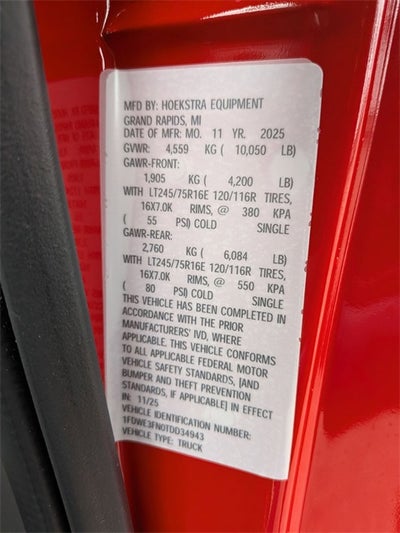 MFD BY: HOEKSTRA EQUIPMENT
GRAND RAPIDS, MI
DATE OF MFR: MO. 11 YR. 2025
GVWR: 4,559 KG ( 10,050 LB)
GAWR-FRONT:
1,905 KG ( 4,200 LB)
WITH LT245/75R16E 120/116R TIRES,
16X7.0K RIMS, @ 380 KPA
( 55 PSI) COLD SINGLE
GAWR-REAR:
2,760 KG ( 6,084 LB)
WITH LT245/75R16E 120/116R TIRES,
16X7.0K RIMS, @ 550 KPA
( 80 PSI) COLD SINGLE
THIS VEHICLE HAS BEEN COMPLETED IN
ACCORDANCE WITH THE PRIOR
MANUFACTURERS' IVD, WHERE
APPLICABLE. THIS VEHICLE CONFORMS
TO ALL APPLICABLE FEDERAL MOTOR
VEHICLE SAFETY STANDARDS, [AND
BUMPER AND THEFT PREVENTION
STANDARDS, IF APPLICABLE] IN EFFECT
IN: 11/25
VEHICLE IDENTIFICATION NUMBER:
1FDWE3FN0TDD34943
VEHICLE TYPE: TRUCK